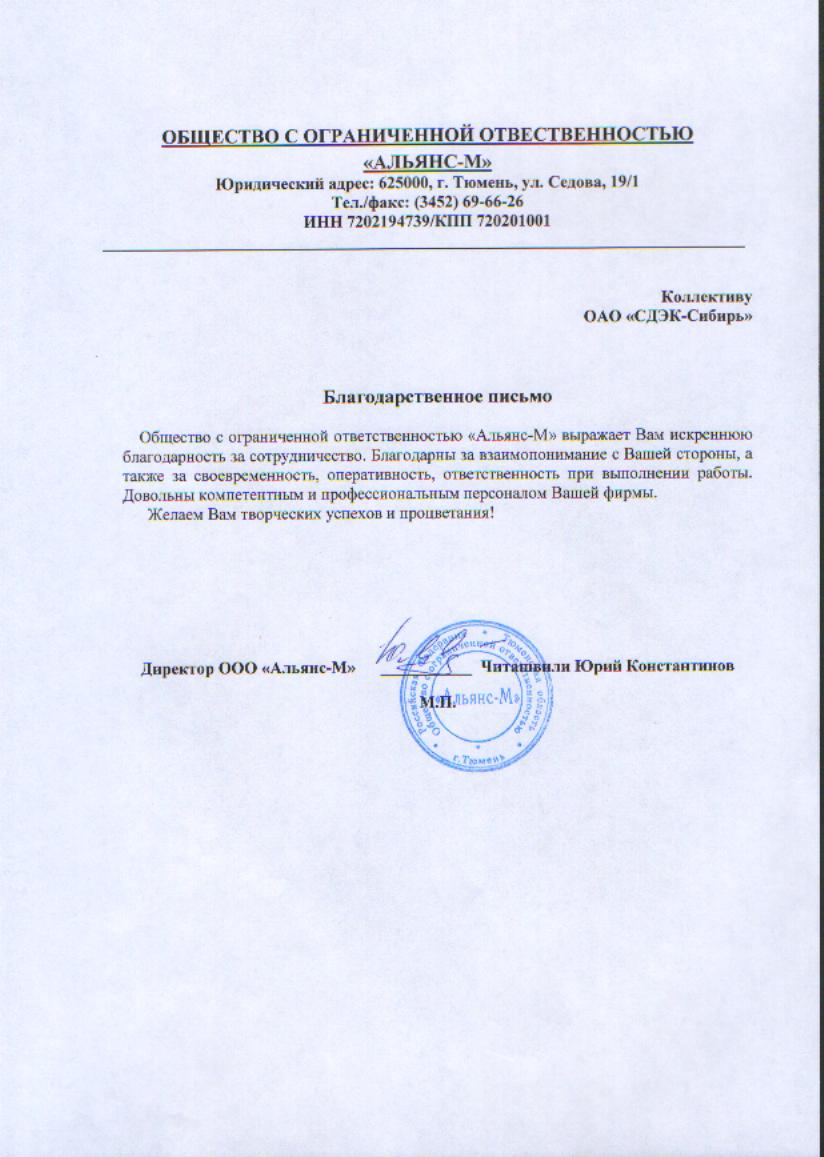 ОБЩЕСТВО С ОГРАНИЧЕННОЙ ОТВЕСТВЕННОСТЬЮ
«АЛЬЯНС-М»
Юридический адрес: 625000, г. Тюмень, ул. Седова, 19/1
Тел./факс: (3452) 69-66-26
ИНН 7202194739/КПП 720201001
Коллективу
ОАО «СДЭК-Сибирь»
Благодарственное письмо
Общество с ограниченной ответственностью «Альянс-М» выражает Вам искреннюю
благодарность за сотрудничество. Благодарны за взаимопонимание с Вашей стороны, а
также за своевременность, оперативность, ответственность при выполнении работы.
Довольны компетентным и профессиональным персоналом Вашей фирмы.
Желаем Вам творческих успехов и процветания!
Директор ООО «Альянс-М» Читашвили Юрий Константинов
М.П.
Российская Федерация * Тюменская область * г.Тюмень *
Общество с ограниченной ответственностью
«Альянс-М»